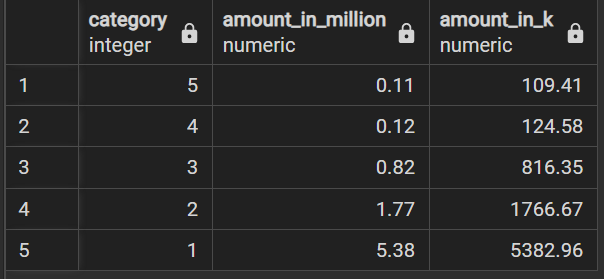 category amount_in_million amount_in_k
integer numeric numeric
1 5 0.11 109.41
2 4 0.12 124.58
3 3 0.82 816.35
4 2 1.77 1766.67
5 1 5.38 5382.96